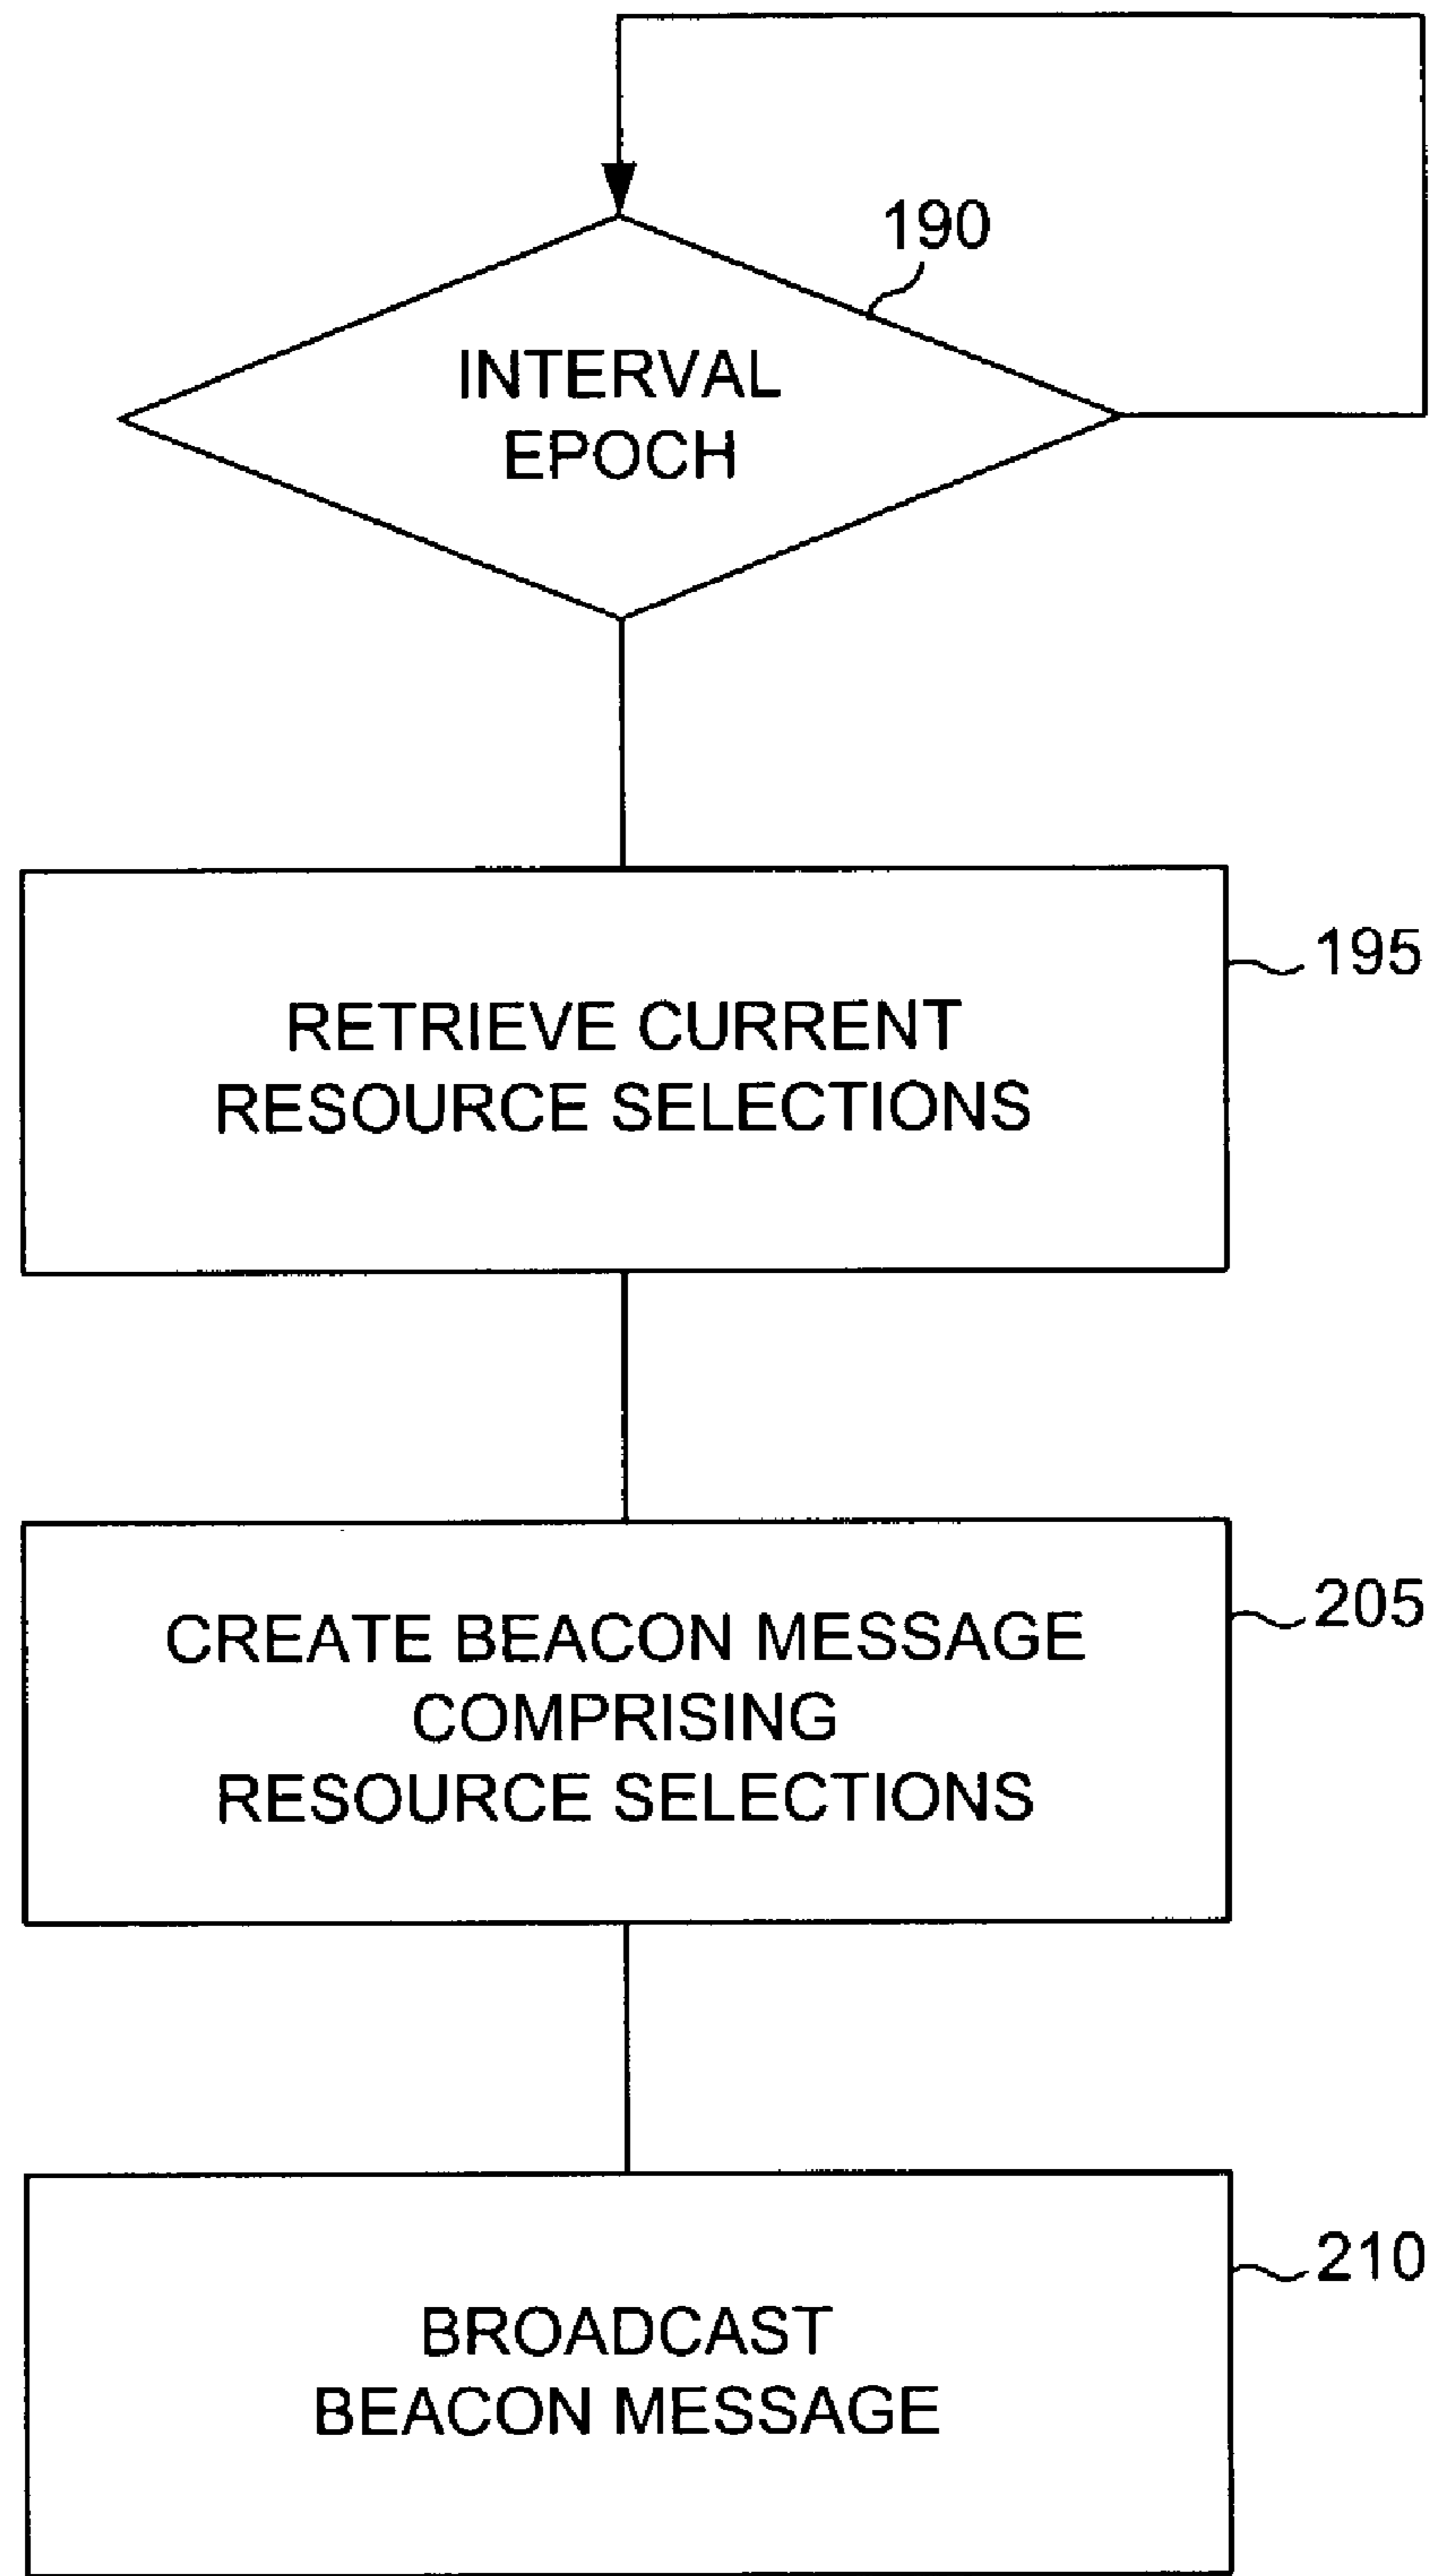 190
INTERVAL
EPOCH
195
RETRIEVE CURRENT
RESOURCE SELECTIONS
205
CREATE BEACON MESSAGE
COMPRISING
RESOURCE SELECTIONS
210
BROADCAST
BEACON MESSAGE